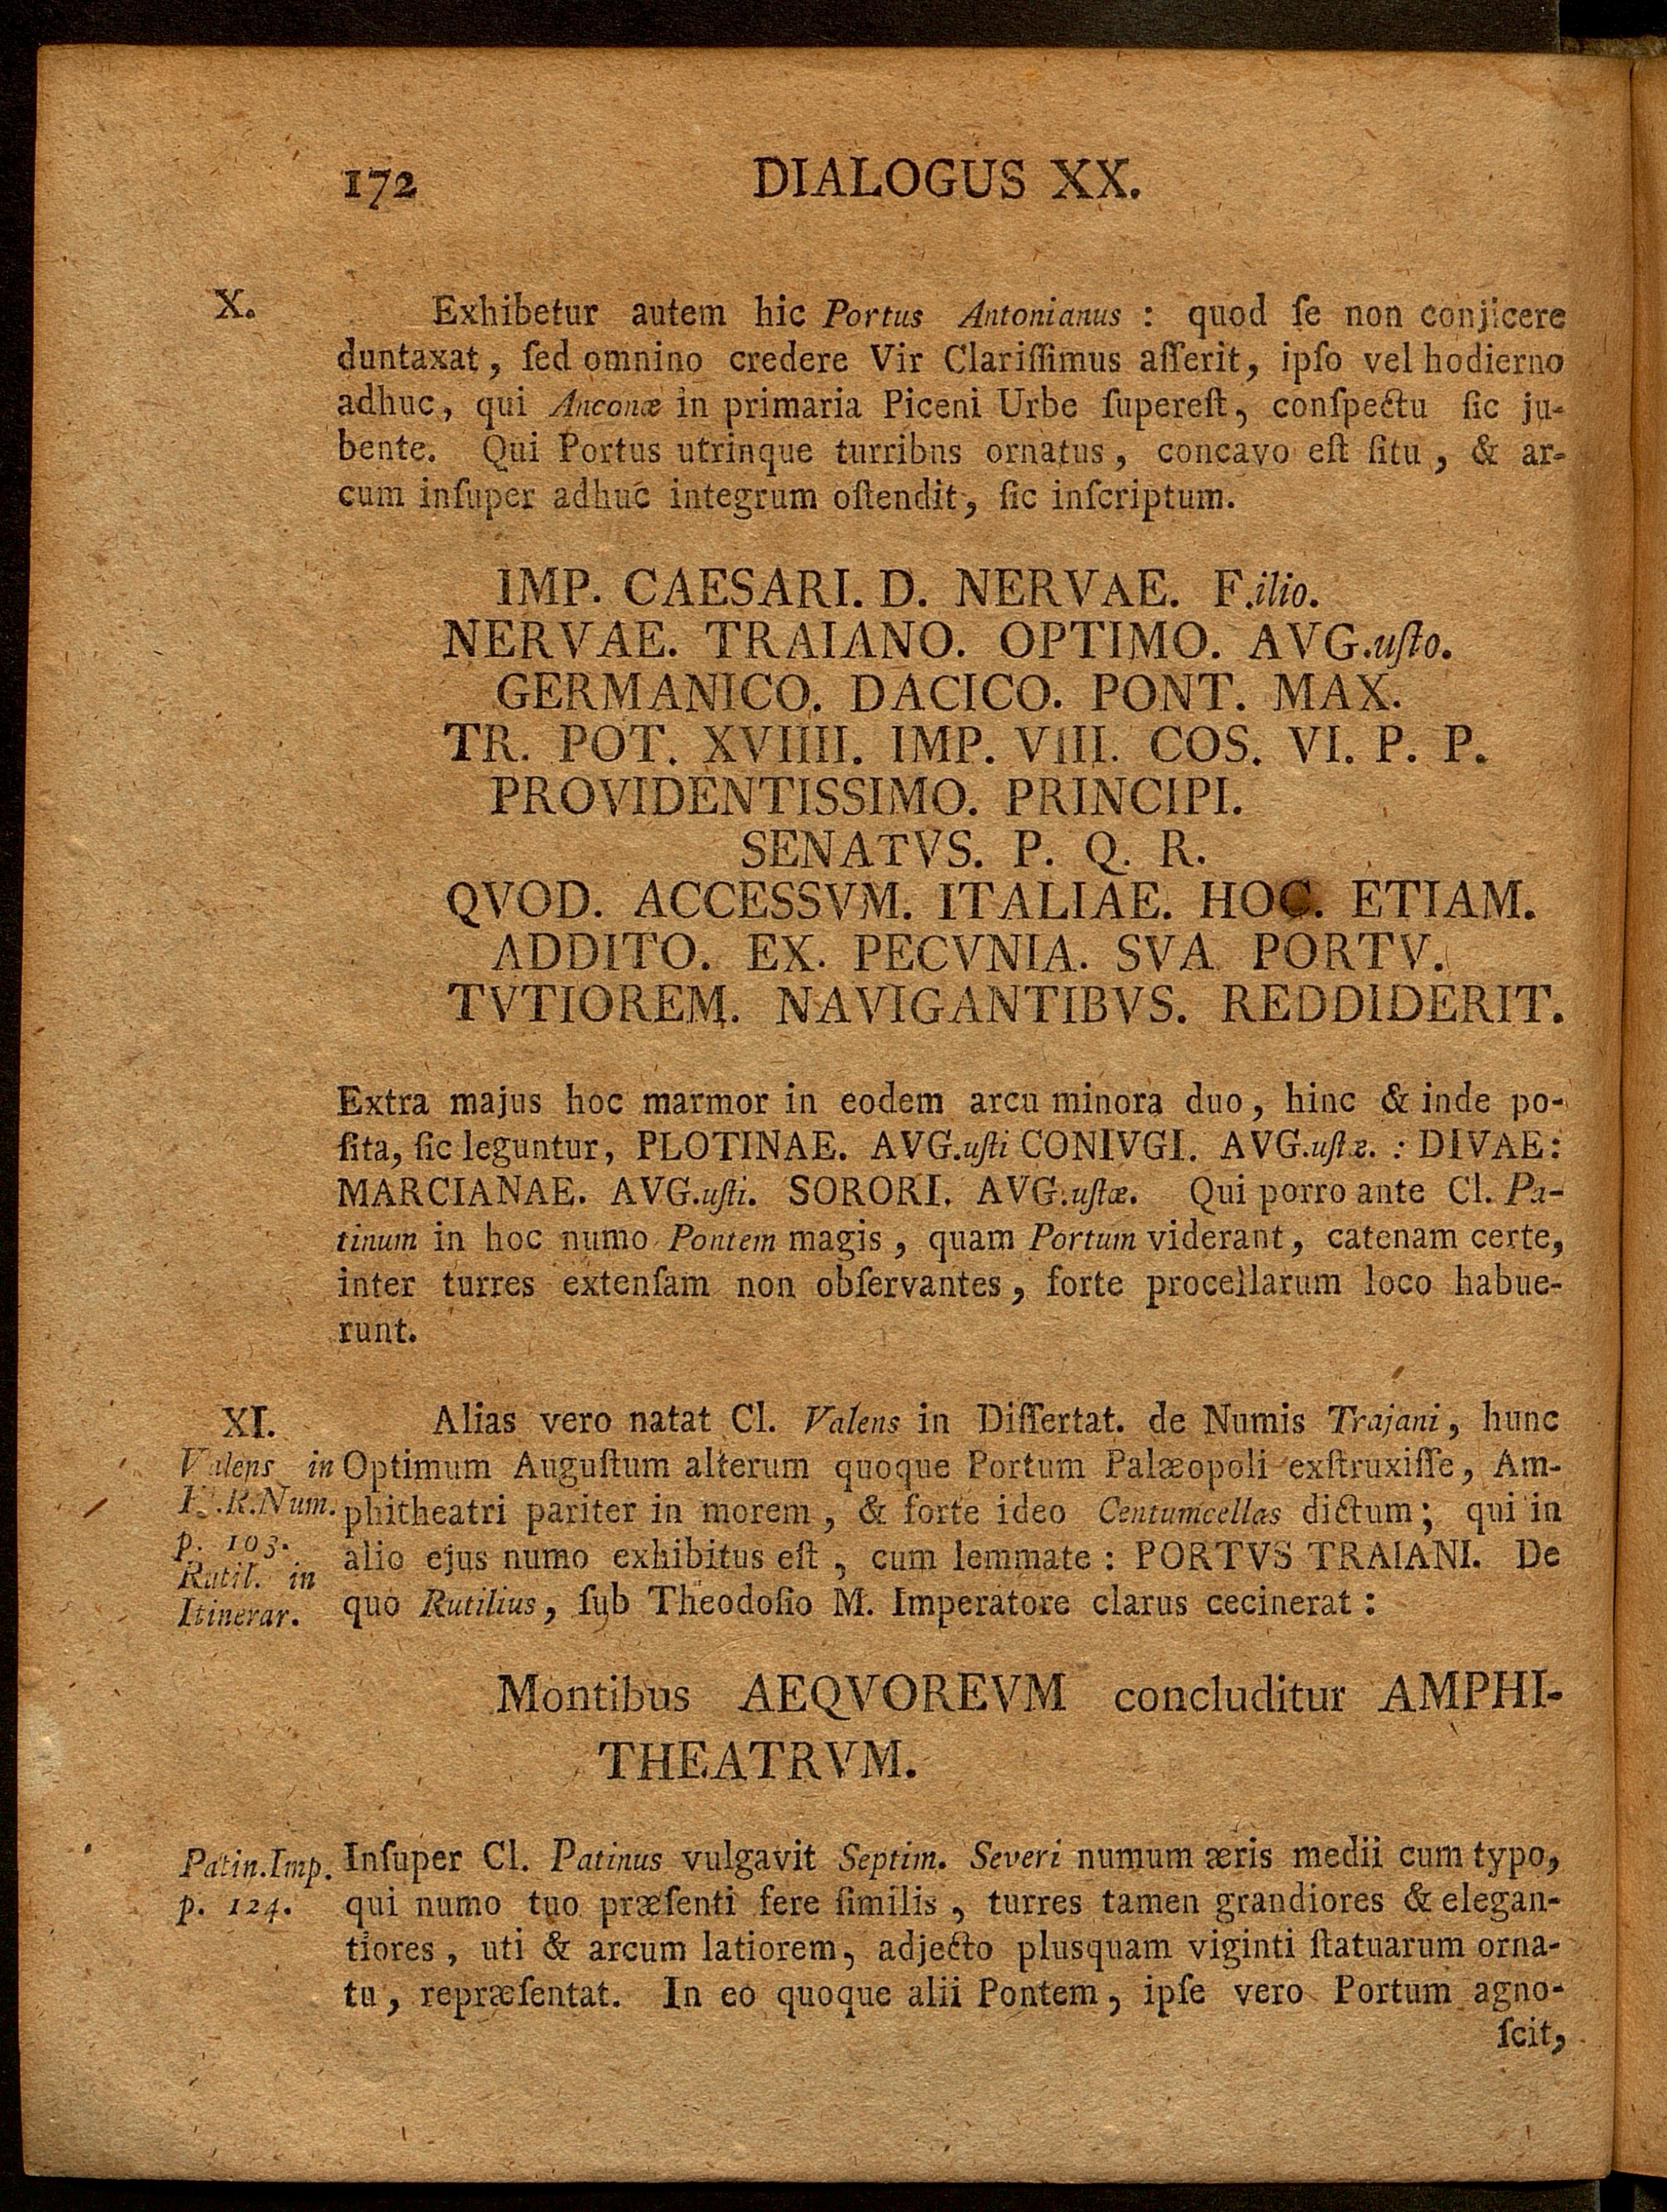 172 DIALOGUS XX.
X.
Exhibetur autem hic Portus Antonianus : quod ſe non conjicere
duntaxat, ſed omnino credere Vir Clariſſimus aſſerit, ipſo vel hodierno
adhuc, qui Anconæ in primaria Piceni Urbe ſupereſt, conſpectu ſic ju-
bente. Qui Portus utrinque turribus ornatus, concavo eſt ſitu, & ar-
cum inſuper adhuc integrum oſtendit, ſic inſcriptum.
IMP. CAESARI. D. NERVAE. F.ilio.
NERVAE. TRAIANO. OPTIMO. AVG.uſto.
GERMANICO. DACICO. PONT. MAX.
TR. POT. XVIIII. IMP. VIII. COS. VI. P. P.
PROVIDENTISSIMO. PRINCIPI.
SENATVS. P. Q. R.
QVOD. ACCESSVM. ITALIAE. HOC. ETIAM.
ADDITO. EX. PECVNIA. SVA PORTV.
TVTIOREM. NAVIGANTIBVS. REDDIDERIT.
Extra majus hoc marmor in eodem arcu minora duo, hinc & inde po-
ſita, ſic leguntur, PLOTINAE. AVG.uſti CONIVGI. AVG.uſtæ. : DIVAE:
MARCIANAE. AVG.uſti. SORORI. AVG.uſtæ. Qui porro ante Cl. Pa-
tinum in hoc numo Pontem magis, quam Portum viderant, catenam certe,
inter turres extenſam non obſervantes, forte procellarum loco habue-
runt.
XI.
Alias vero natat Cl. Valens in Diſſertat. de Numis Trajani, hunc
Optimum Auguſtum alterum quoque Portum Palæopoli exſtruxiſſe, Am-
phitheatri pariter in morem, & forte ideo Centumcellas dictum; qui in
alio ejus numo exhibitus eſt, cum lemmate : PORTVS TRAIANI. De
quo Rutilius, ſub Theodoſio M. Imperatore clarus cecinerat :
Valens in
R.Num.
p. 103.
Rutil. in
Itinerar.
Montibus AEQVOREVM concluditur AMPHI-
THEATRVM.
Patin.Imp.
p. 124.
Inſuper Cl. Patinus vulgavit Septim. Severi numum æris medii cum typo,
qui numo tuo præſenti fere ſimilis, turres tamen grandiores & elegan-
tiores, uti & arcum latiorem, adjecto plusquam viginti ſtatuarum orna-
tu, repræſentat. In eo quoque alii Pontem, ipſe vero Portum agno-
ſcit,